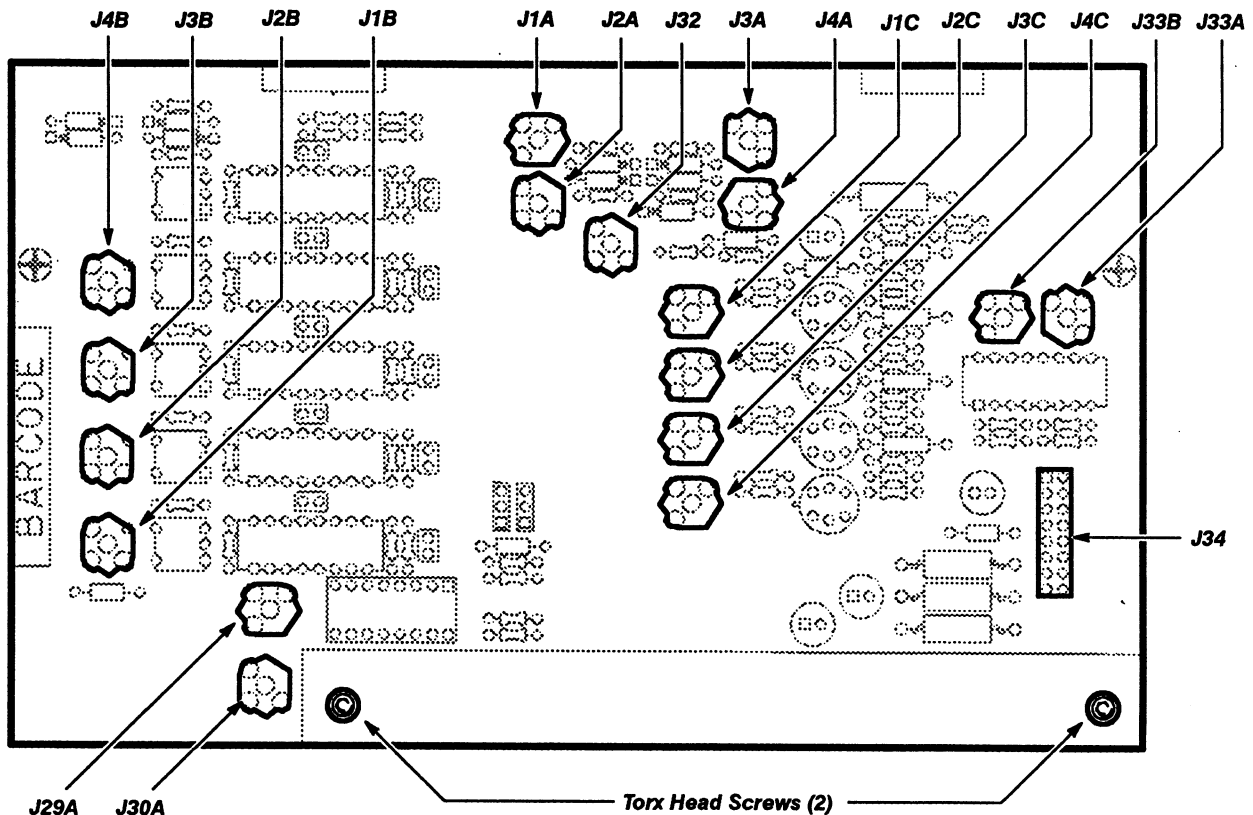 J4B J3B J2B J1B J1A J2A J32 J3A J4A J1C J2C J3C J4C J33B J33A
BARCODE
J34
J29A J30A Torx Head Screws (2)